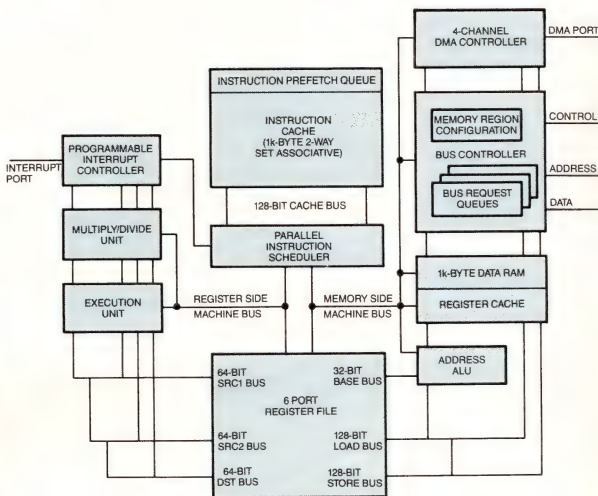 4-CHANNEL
DMA CONTROLLER
DMA PORT
INSTRUCTION PREFETCH QUEUE
INSTRUCTION
CACHE
(1k-BYTE 2-WAY
SET ASSOCIATIVE)
MEMORY REGION
CONFIGURATION
CONTROL
BUS CONTROLLER
PROGRAMMABLE
INTERRUPT
CONTROLLER
INTERRUPT
PORT
ADDRESS
BUS REQUEST
QUEUES
DATA
128-BIT CACHE BUS
MULTIPLY/DIVIDE
UNIT
PARALLEL
INSTRUCTION
SCHEDULER
1k-BYTE DATA RAM
REGISTER CACHE
EXECUTION
UNIT
REGISTER SIDE
MACHINE BUS
MEMORY SIDE
MACHINE BUS
ADDRESS
ALU
64-BIT
SRC1 BUS
32-BIT
BASE BUS
6 PORT
REGISTER FILE
64-BIT
SRC2 BUS
128-BIT
LOAD BUS
64-BIT
DST BUS
128-BIT
STORE BUS